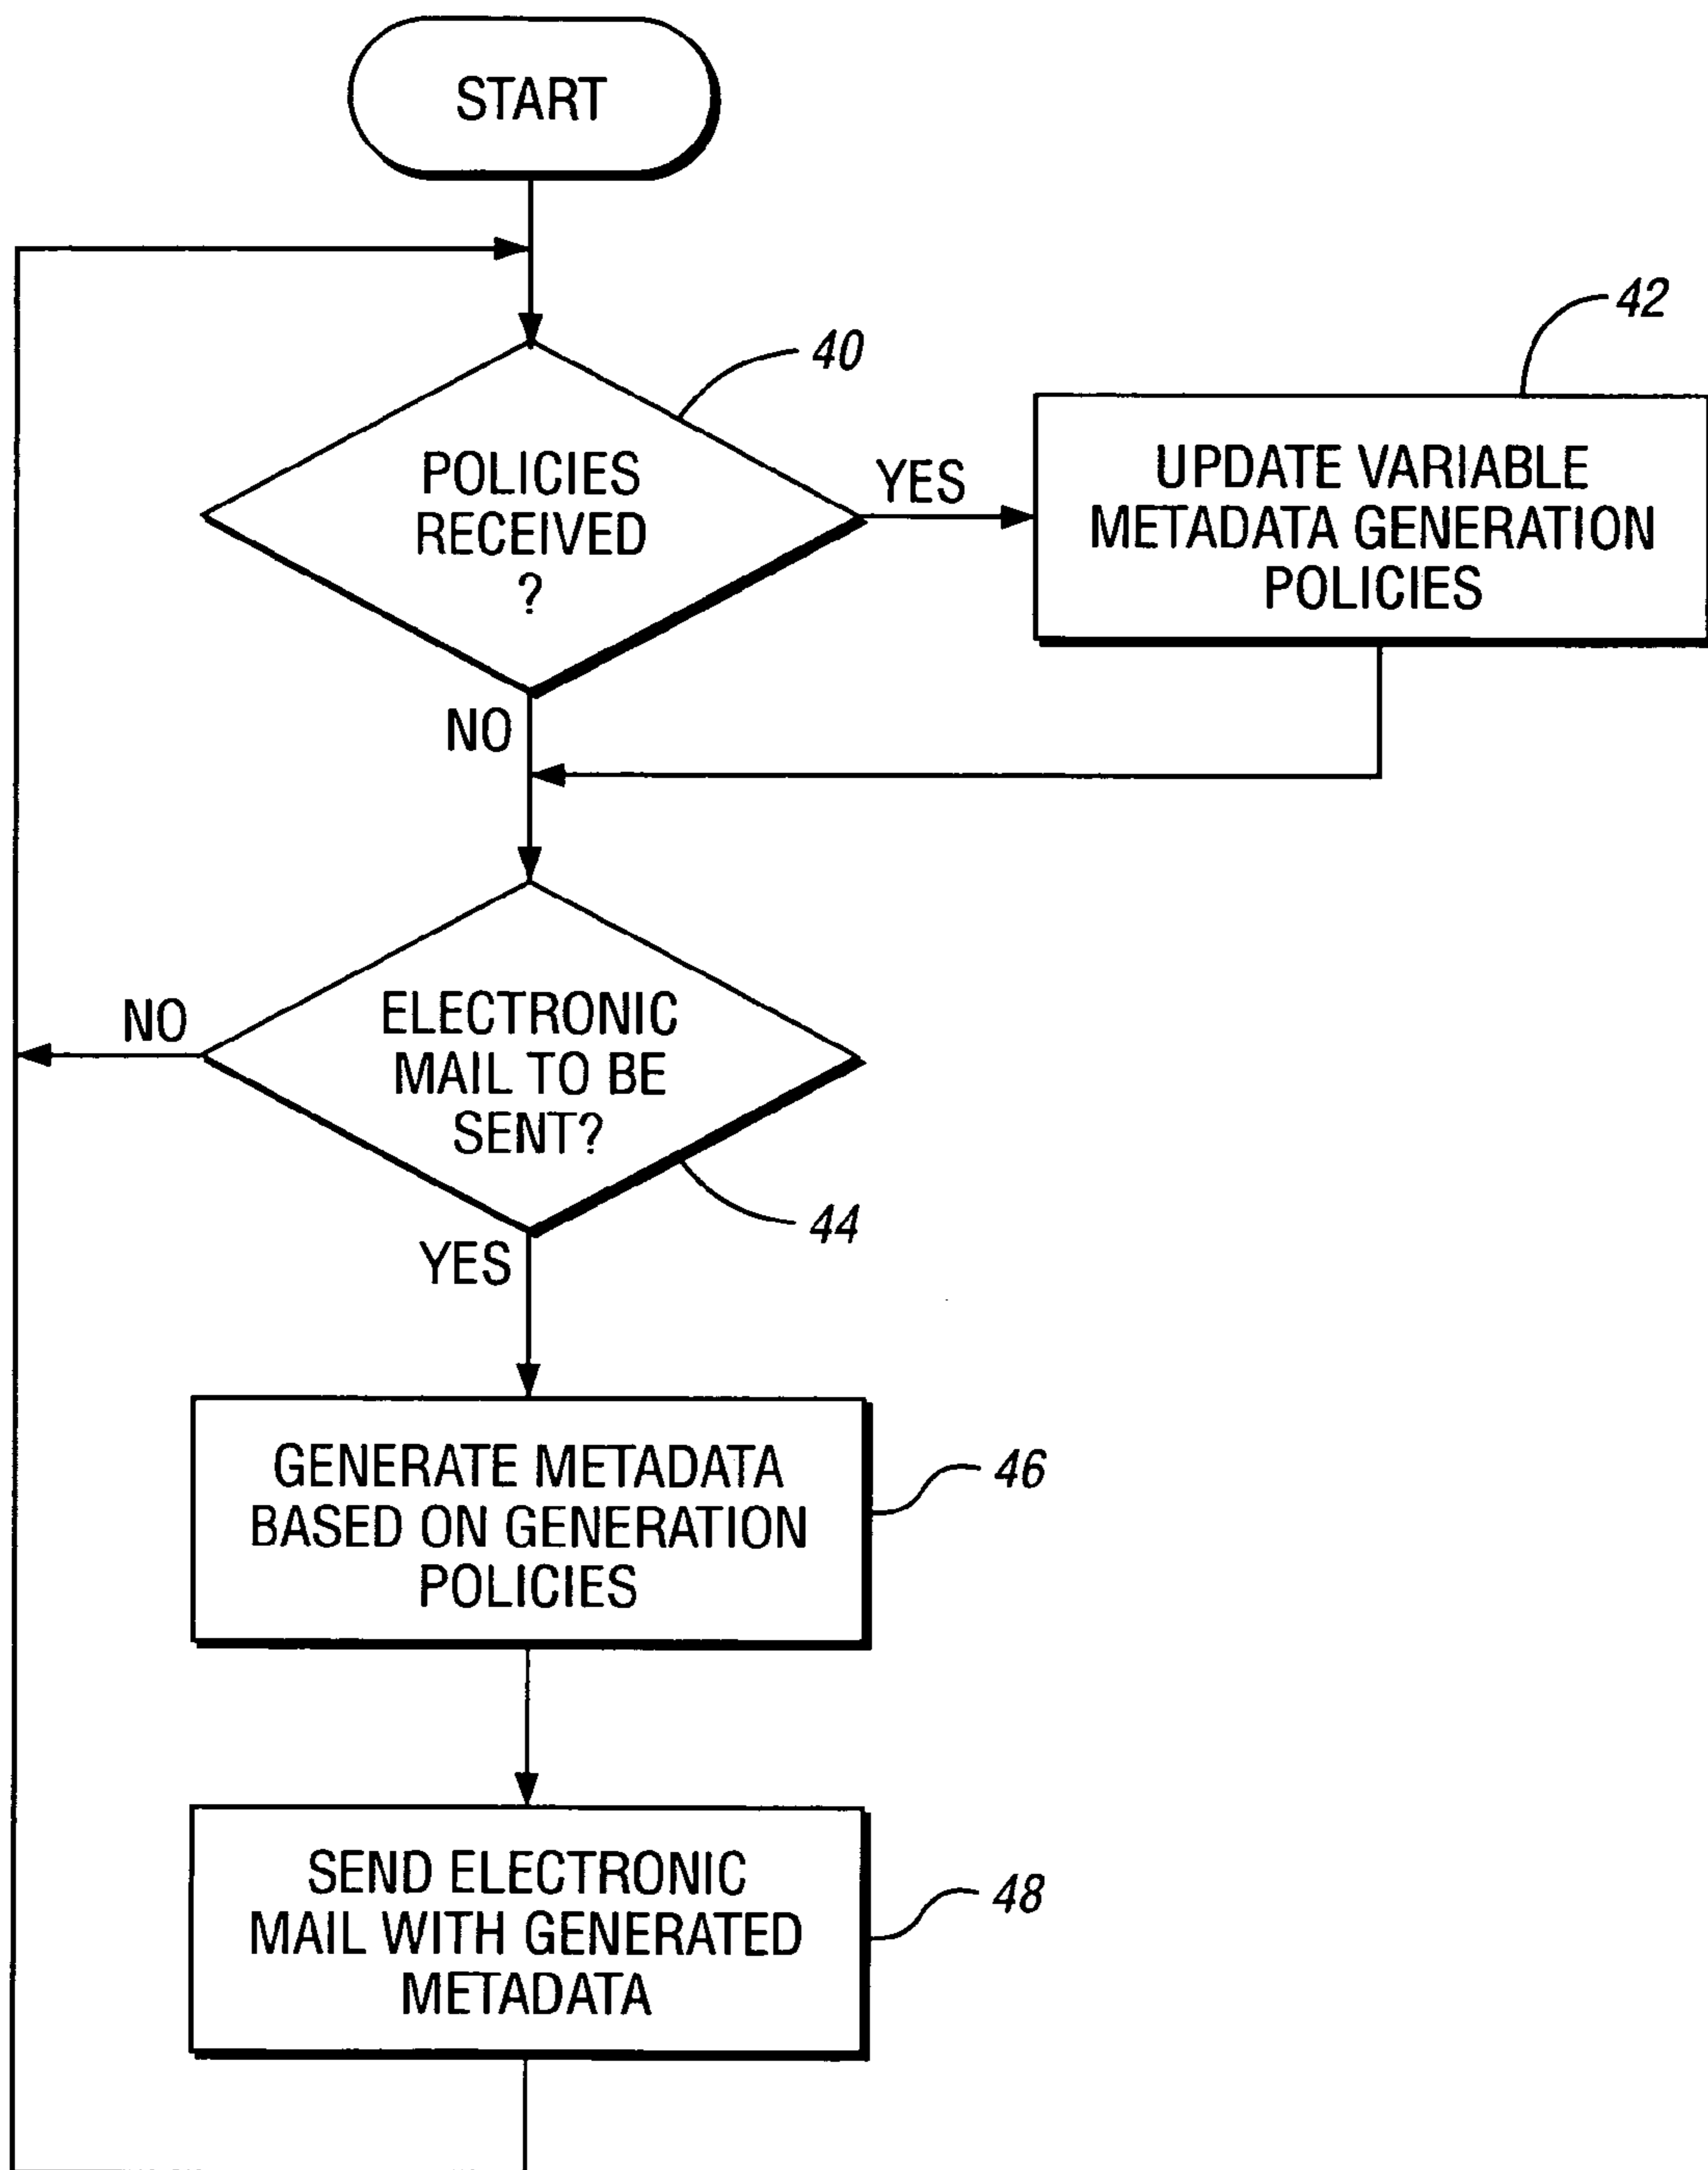 START
40
42
POLICIES
RECEIVED
?
YES
UPDATE VARIABLE
METADATA GENERATION
POLICIES
NO
ELECTRONIC
MAIL TO BE
SENT?
NO
44
YES
GENERATE METADATA
BASED ON GENERATION
POLICIES
46
SEND ELECTRONIC
MAIL WITH GENERATED
METADATA
48